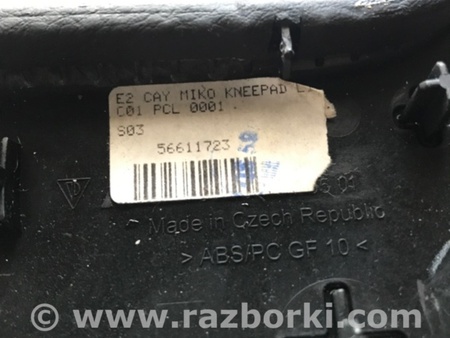 E2 CAY MIKO KNEEPAD L
C01 PCL 0001
S03
56611723
Made in Czech Republic
> ABS/PC GF 10 <
© www.razborki.com